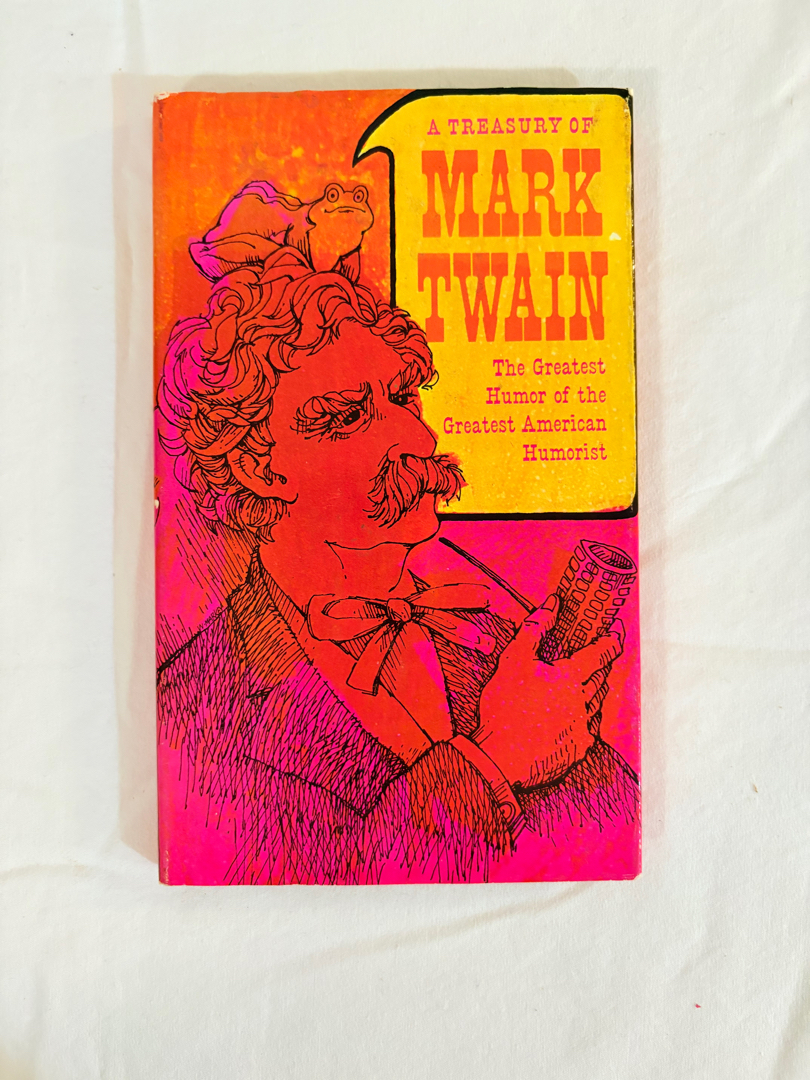 A TREASURY OF
MARK
TWAIN
The Greatest
Humor of the
Greatest American
Humorist